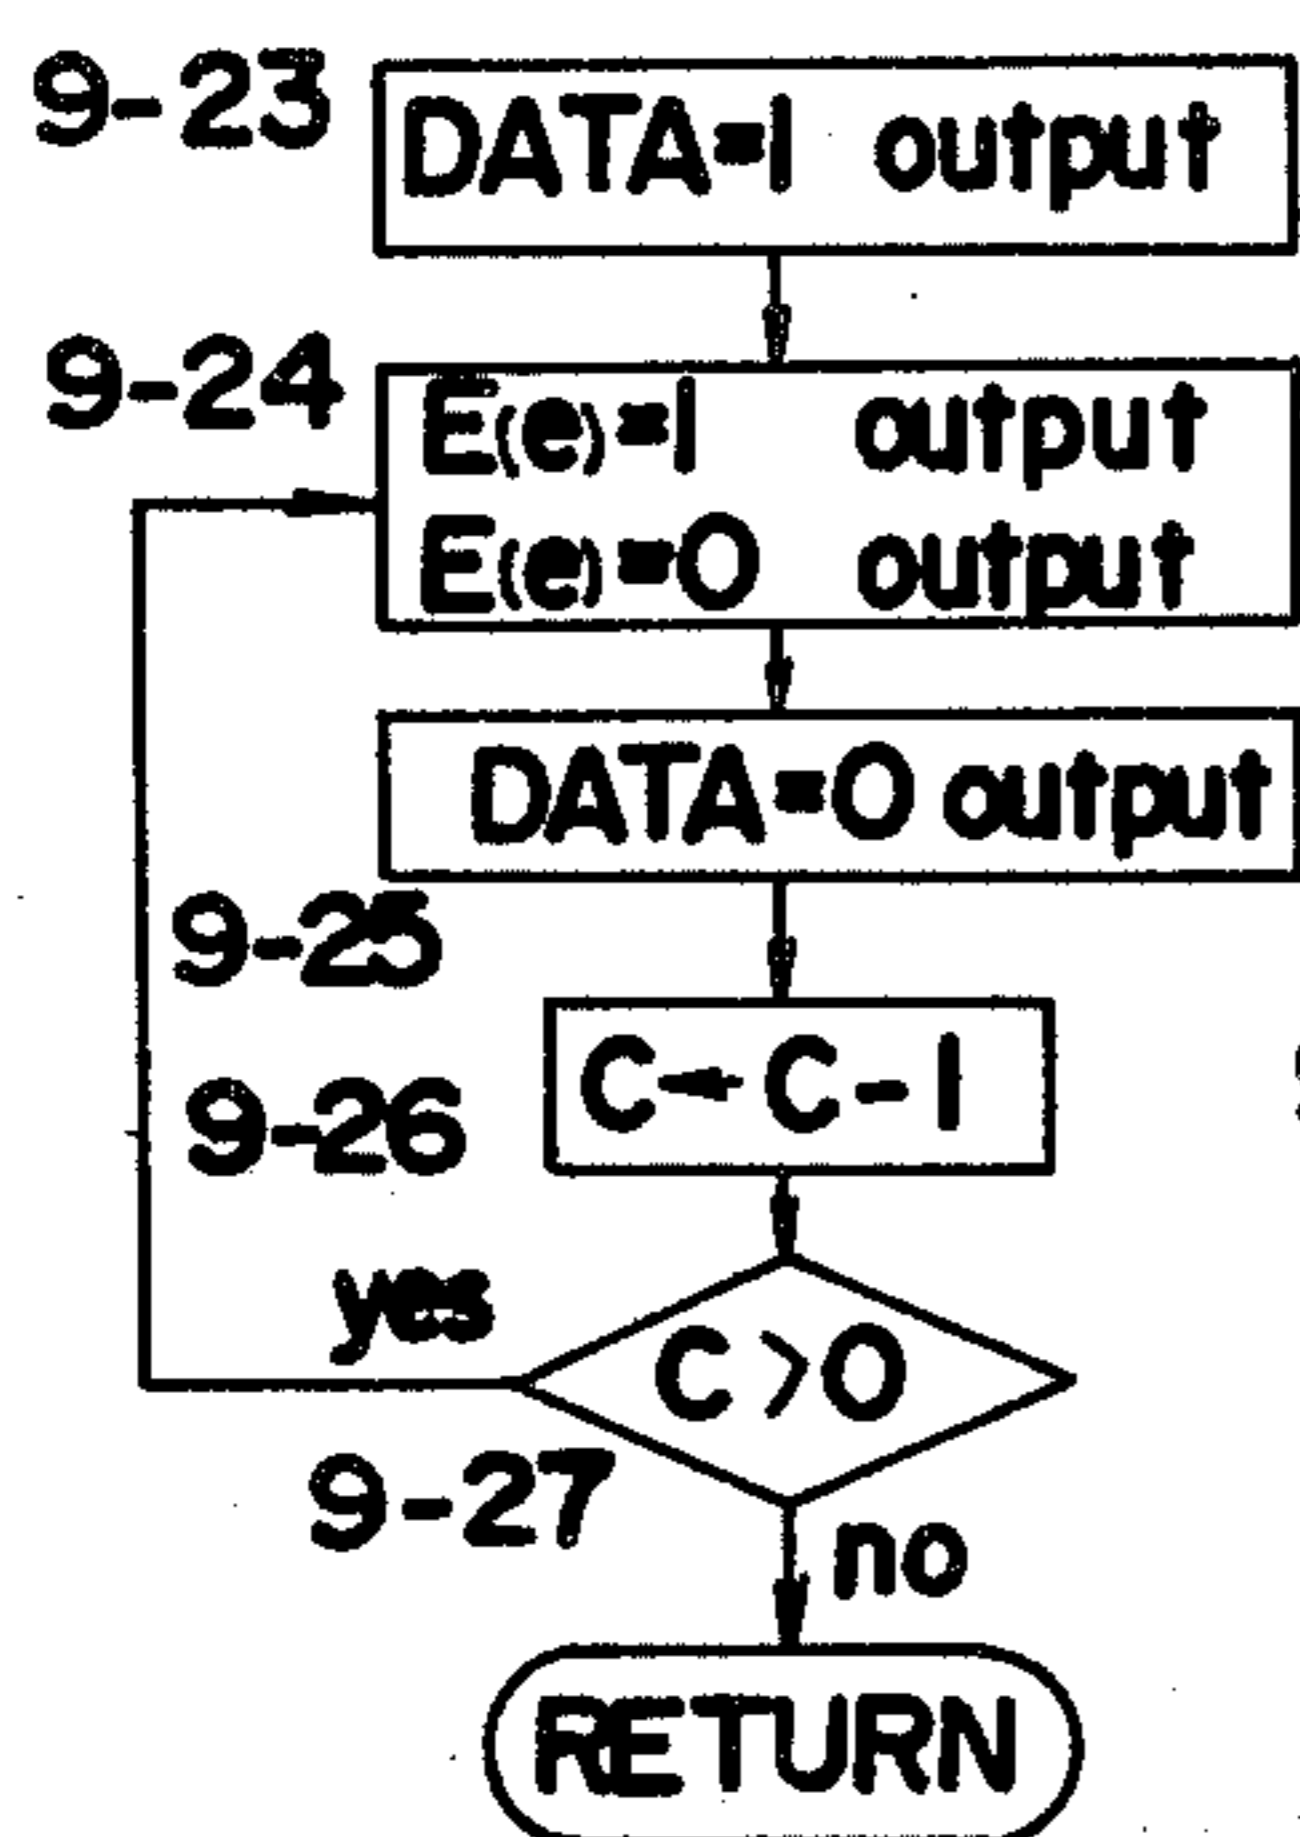 9-23
DATA=1 output
9-24
E(e)=1 output
E(e)=0 output
DATA=0 output
9-25
C←C-1
9-26
yes
C>0
9-27
no
RETURN